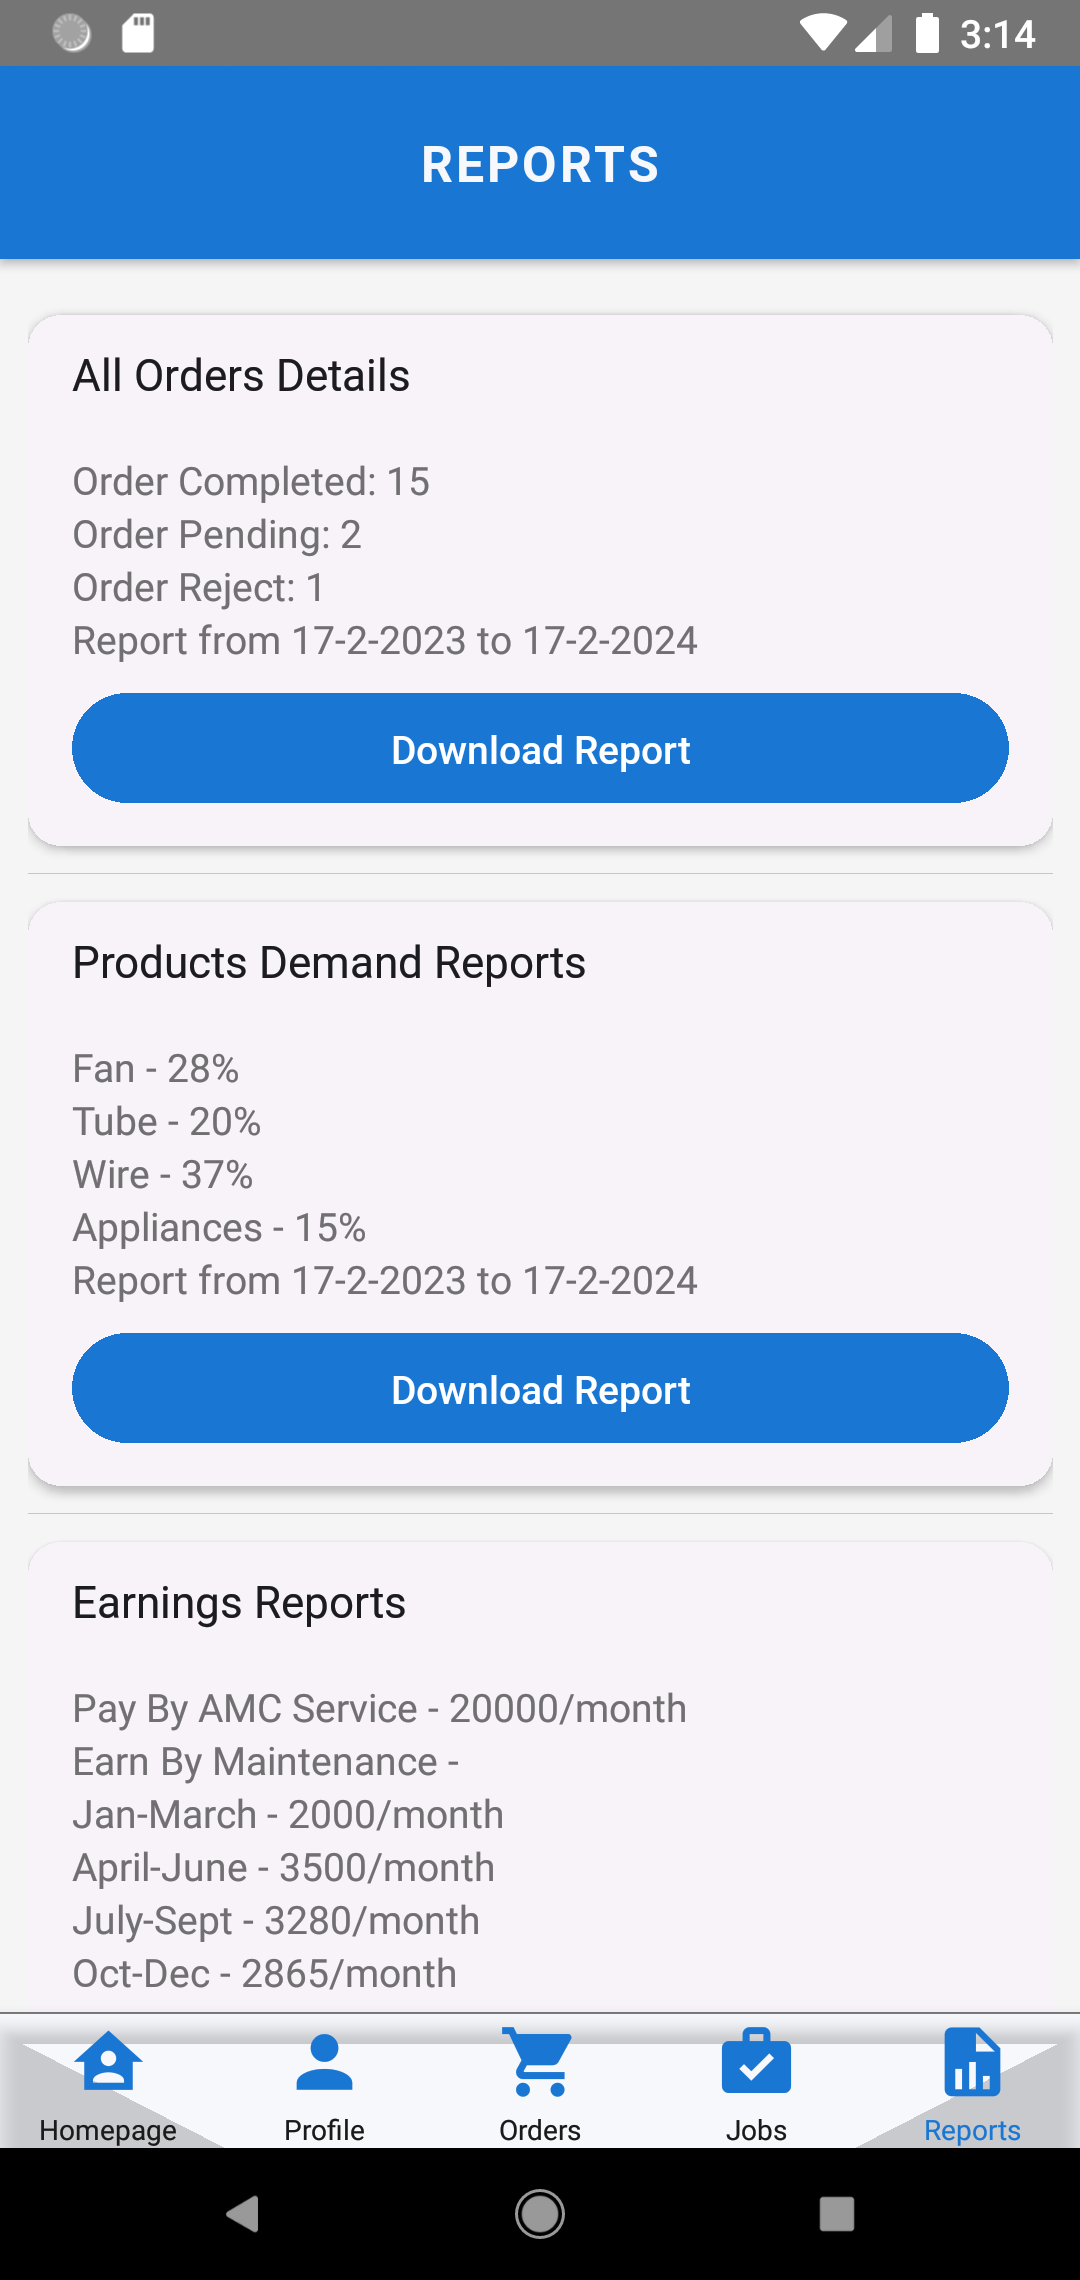 3:14
REPORTS
All Orders Details
Order Completed: 15
Order Pending: 2
Order Reject: 1
Report from 17-2-2023 to 17-2-2024
Download Report
Products Demand Reports
Fan - 28%
Tube - 20%
Wire - 37%
Appliances - 15%
Report from 17-2-2023 to 17-2-2024
Download Report
Earnings Reports
Pay By AMC Service - 20000/month
Earn By Maintenance -
Jan-March - 2000/month
April-June - 3500/month
July-Sept - 3280/month
Oct-Dec - 2865/month
Homepage Profile Orders Jobs Reports